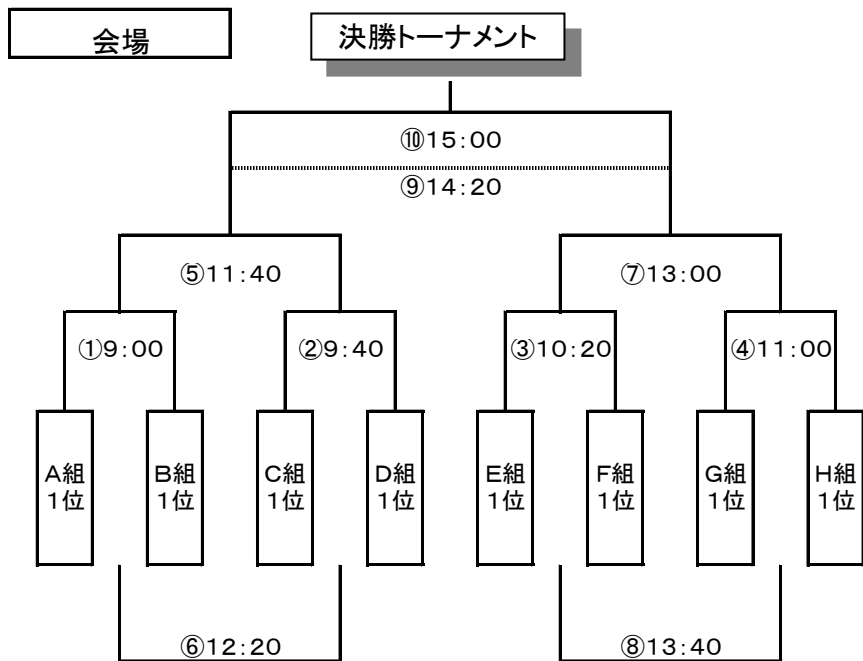 会場
決勝トーナメント
⑩15:00
⑨14:20
⑤11:40
⑦13:00
①9:00
②9:40
③10:20
④11:00
A組
1位
B組
1位
C組
1位
D組
1位
E組
1位
F組
1位
G組
1位
H組
1位
⑥12:20
⑧13:40